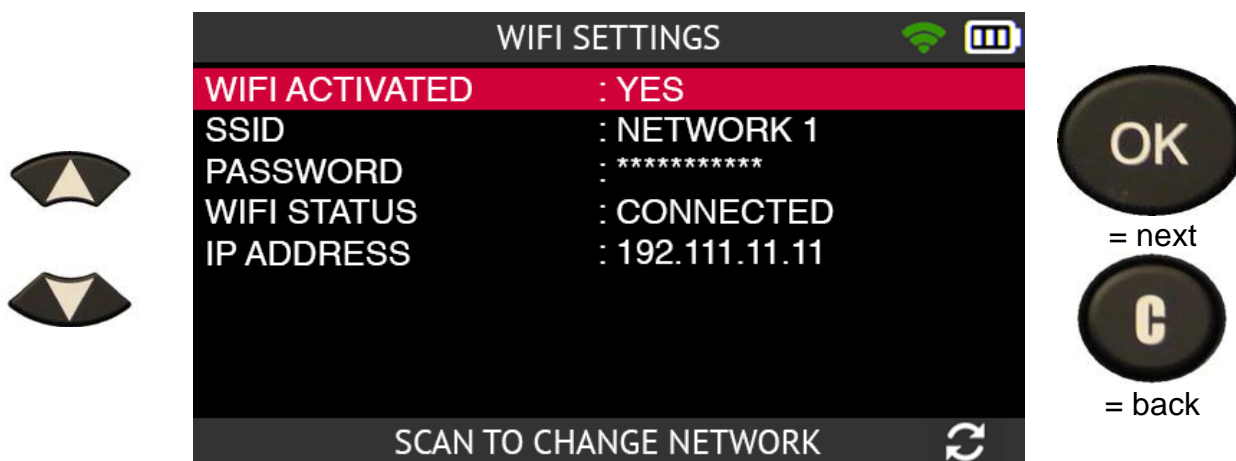 WIFI SETTINGS
WIFI ACTIVATED : YES
SSID : NETWORK 1
PASSWORD : ***********
WIFI STATUS : CONNECTED
IP ADDRESS : 192.111.11.11
SCAN TO CHANGE NETWORK
OK
= next
C
= back